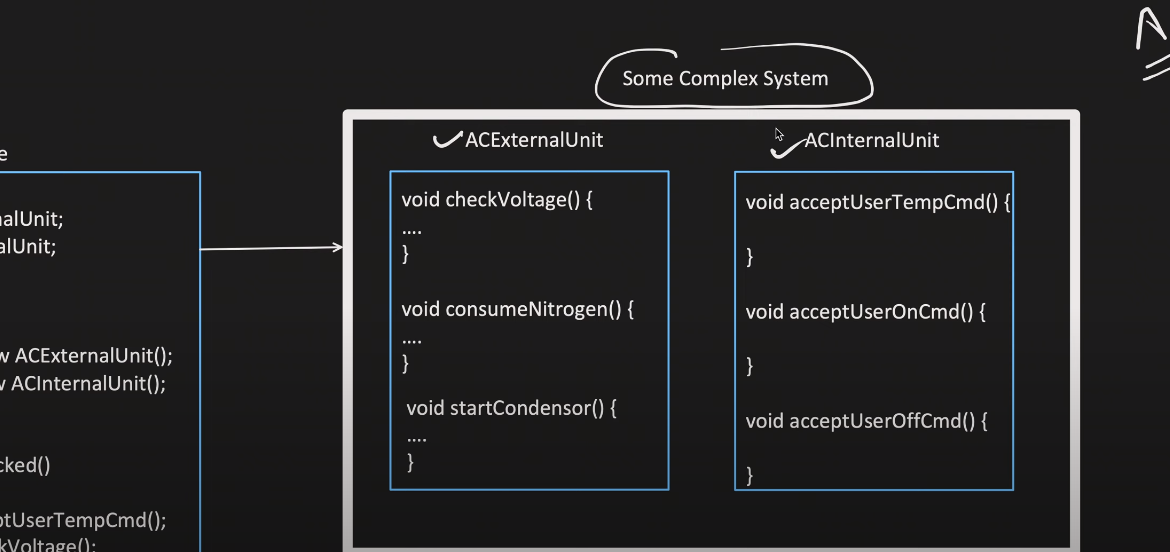 Some Complex System
ACExternalUnit
void checkVoltage() {
....
}
void consumeNitrogen() {
....
}
void startCondensor() {
....
}
ACInternalUnit
void acceptUserTempCmd() {
}
void acceptUserOnCmd() {
}
void acceptUserOffCmd() {
}
e
nalUnit;
alUnit;
w ACExternalUnit();
v ACInternalUnit();
cked()
ptUserTempCmd();
kVoltage();
A